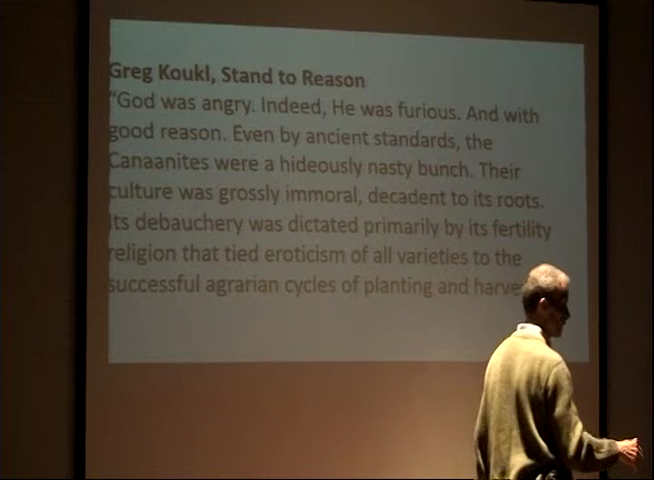 Greg Koukl, Stand to Reason
"God was angry. Indeed, He was furious. And with
good reason. Even by ancient standards, the
Canaanites were a hideously nasty bunch. Their
culture was grossly immoral, decadent to its roots.
Its debauchery was dictated primarily by its fertility
religion that tied eroticism of all varieties to the
successful agrarian cycles of planting and harve